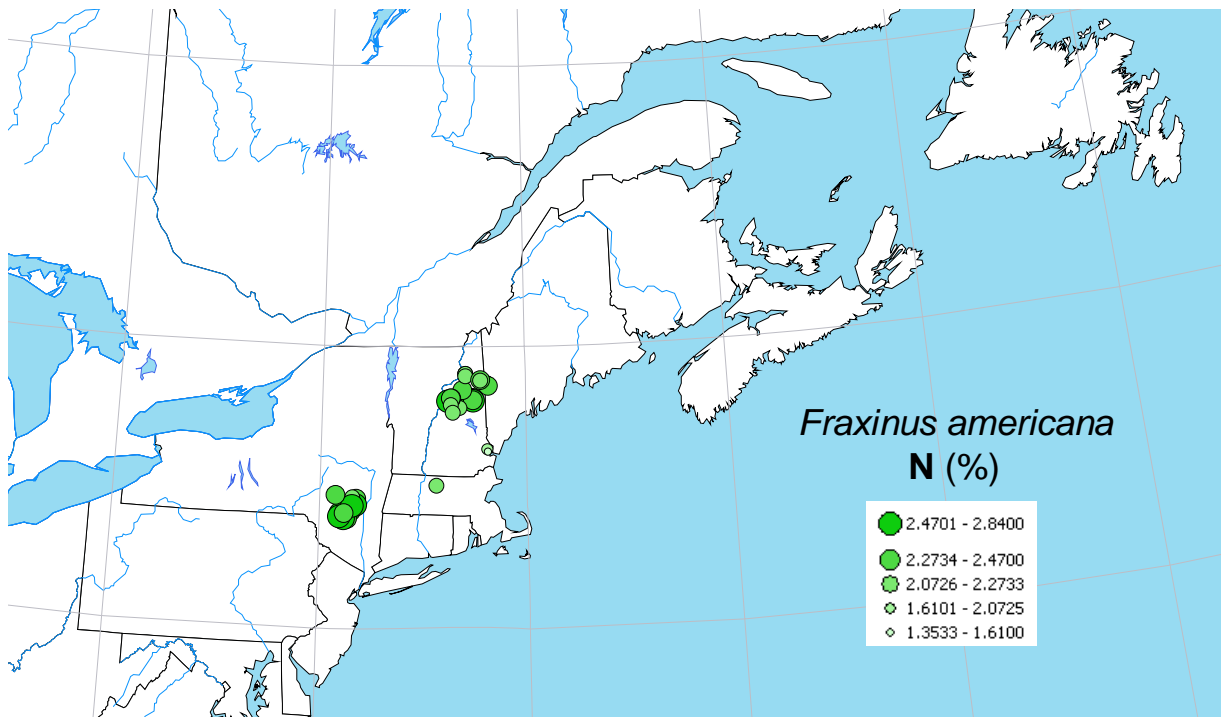 Fraxinus americana
N (%)
2.4701 - 2.8400
2.2734 - 2.4700
2.0726 - 2.2733
1.6101 - 2.0725
1.3533 - 1.6100